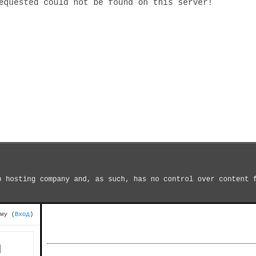 equested could not be found on this server!
hosting company and, as such, has no control over content
(Вход)